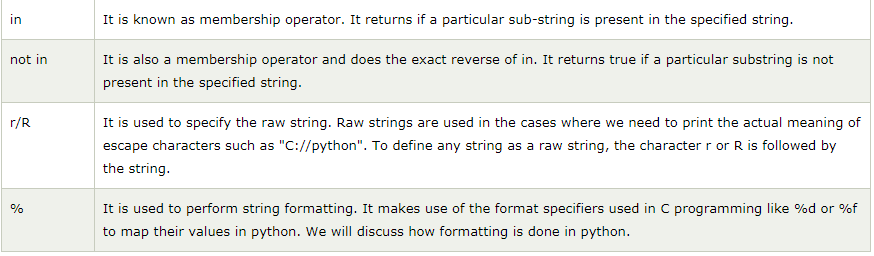 in It is known as membership operator. It returns if a particular sub-string is present in the specified string.
not in It is also a membership operator and does the exact reverse of in. It returns true if a particular substring is not
present in the specified string.
r/R It is used to specify the raw string. Raw strings are used in the cases where we need to print the actual meaning of
escape characters such as "C://python". To define any string as a raw string, the character r or R is followed by
the string.
% It is used to perform string formatting. It makes use of the format specifiers used in C programming like %d or %f
to map their values in python. We will discuss how formatting is done in python.